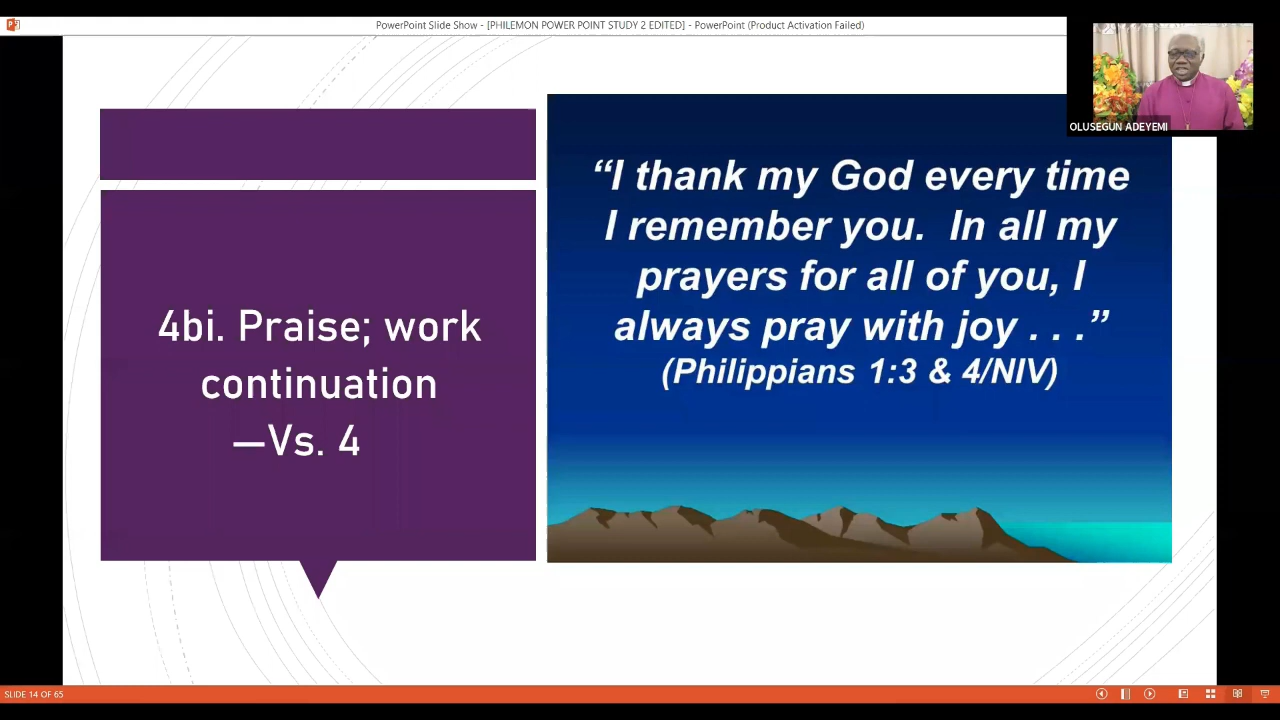 PowerPoint Slide Show - [PHILEMON POWER POINT STUDY 2 EDITED] - PowerPoint (Product Activation Failed)
OLUSEGUN ADEYEMI
4bi. Praise; work
continuation
—Vs. 4
“I thank my God every time
I remember you. In all my
prayers for all of you, I
always pray with joy . . .”
(Philippians 1:3 & 4/NIV)
SLIDE 14 OF 65